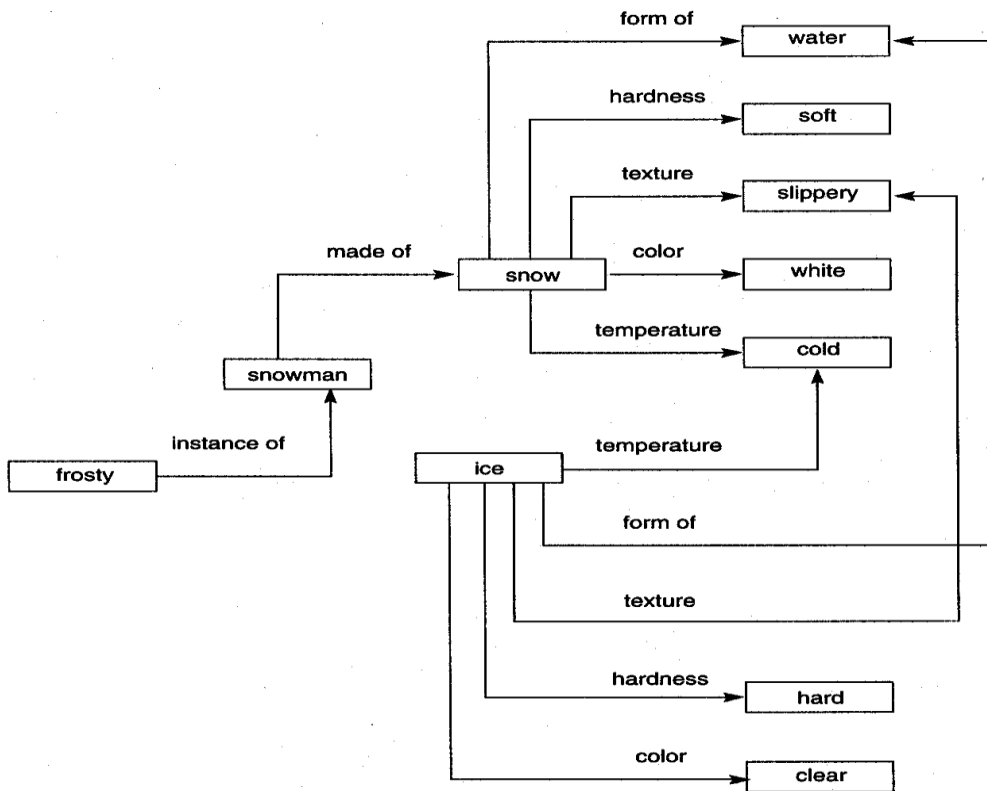 form of
water
hardness
soft
texture
slippery
made of
color
snow
white
temperature
cold
snowman
instance of
temperature
frosty
ice
form of
texture
hardness
hard
color
clear